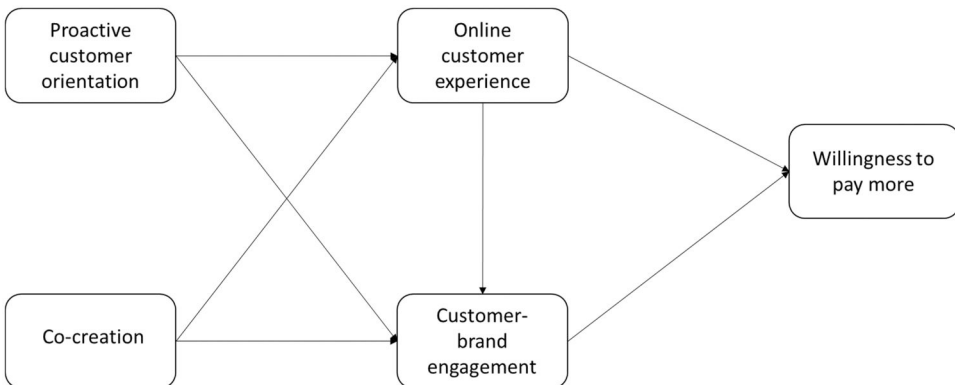 Proactive
customer
orientation
Online
customer
experience
Willingness to
pay more
Co-creation
Customer-
brand
engagement